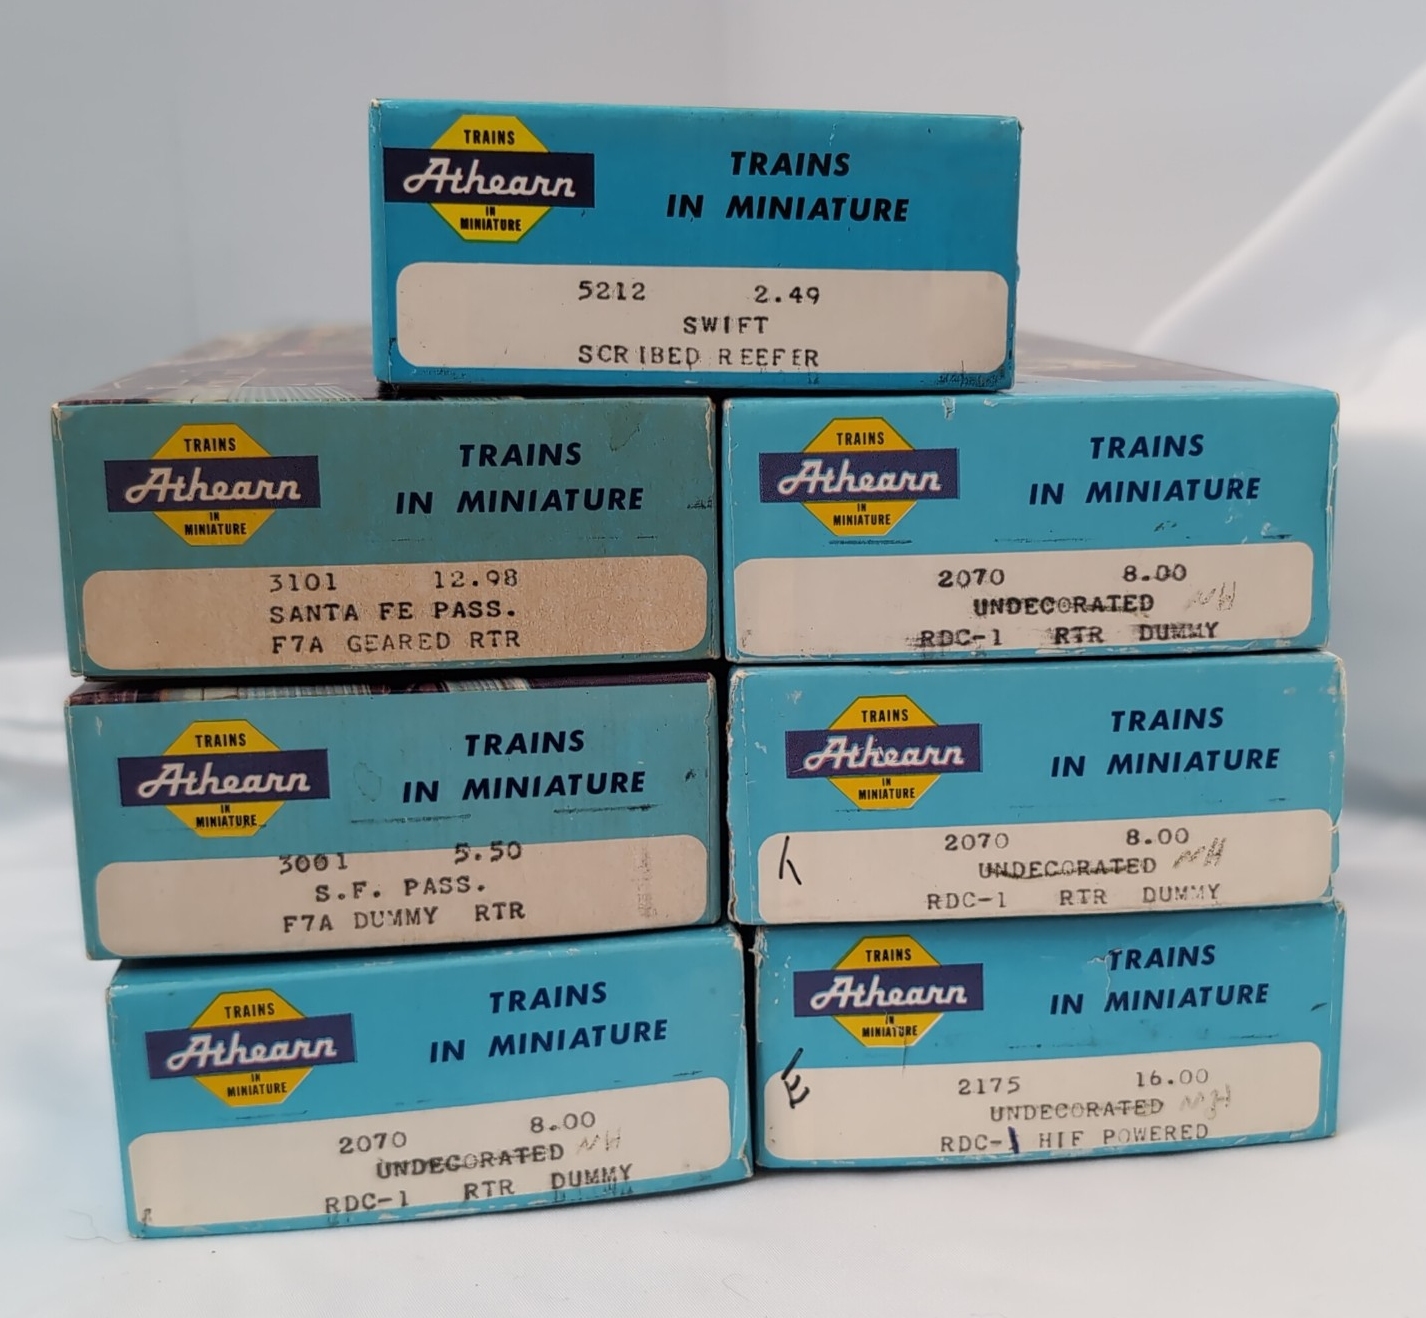 TRAINS
Athearn
IN
MINIATURE
TRAINS
IN MINIATURE
5212 2.49
SWIFT
SCRIBED REEFER
TRAINS
Athearn
IN
MINIATURE
TRAINS
IN MINIATURE
3101 12.98
SANTA FE PASS.
F7A GEARED RTR
TRAINS
Athearn
IN
MINIATURE
TRAINS
IN MINIATURE
2070 8.00
UNDECORATED NH
RDC-1 RTR DUMMY
TRAINS
Athearn
IN
MINIATURE
TRAINS
IN MINIATURE
3001 5.50
S.F. PASS.
F7A DUMMY RTR
TRAINS
Athearn
IN
MINIATURE
TRAINS
IN MINIATURE
2070 8.00
UNDECORATED NH
RDC-1 RTR DUMMY
TRAINS
Athearn
IN
MINIATURE
TRAINS
IN MINIATURE
2070 8.00
UNDECORATED NH
RDC-1 RTR DUMMY
TRAINS
Athearn
IN
MINIATURE
TRAINS
IN MINIATURE
2175 16.00
UNDECORATED NH
RDC-1 HIF POWERED